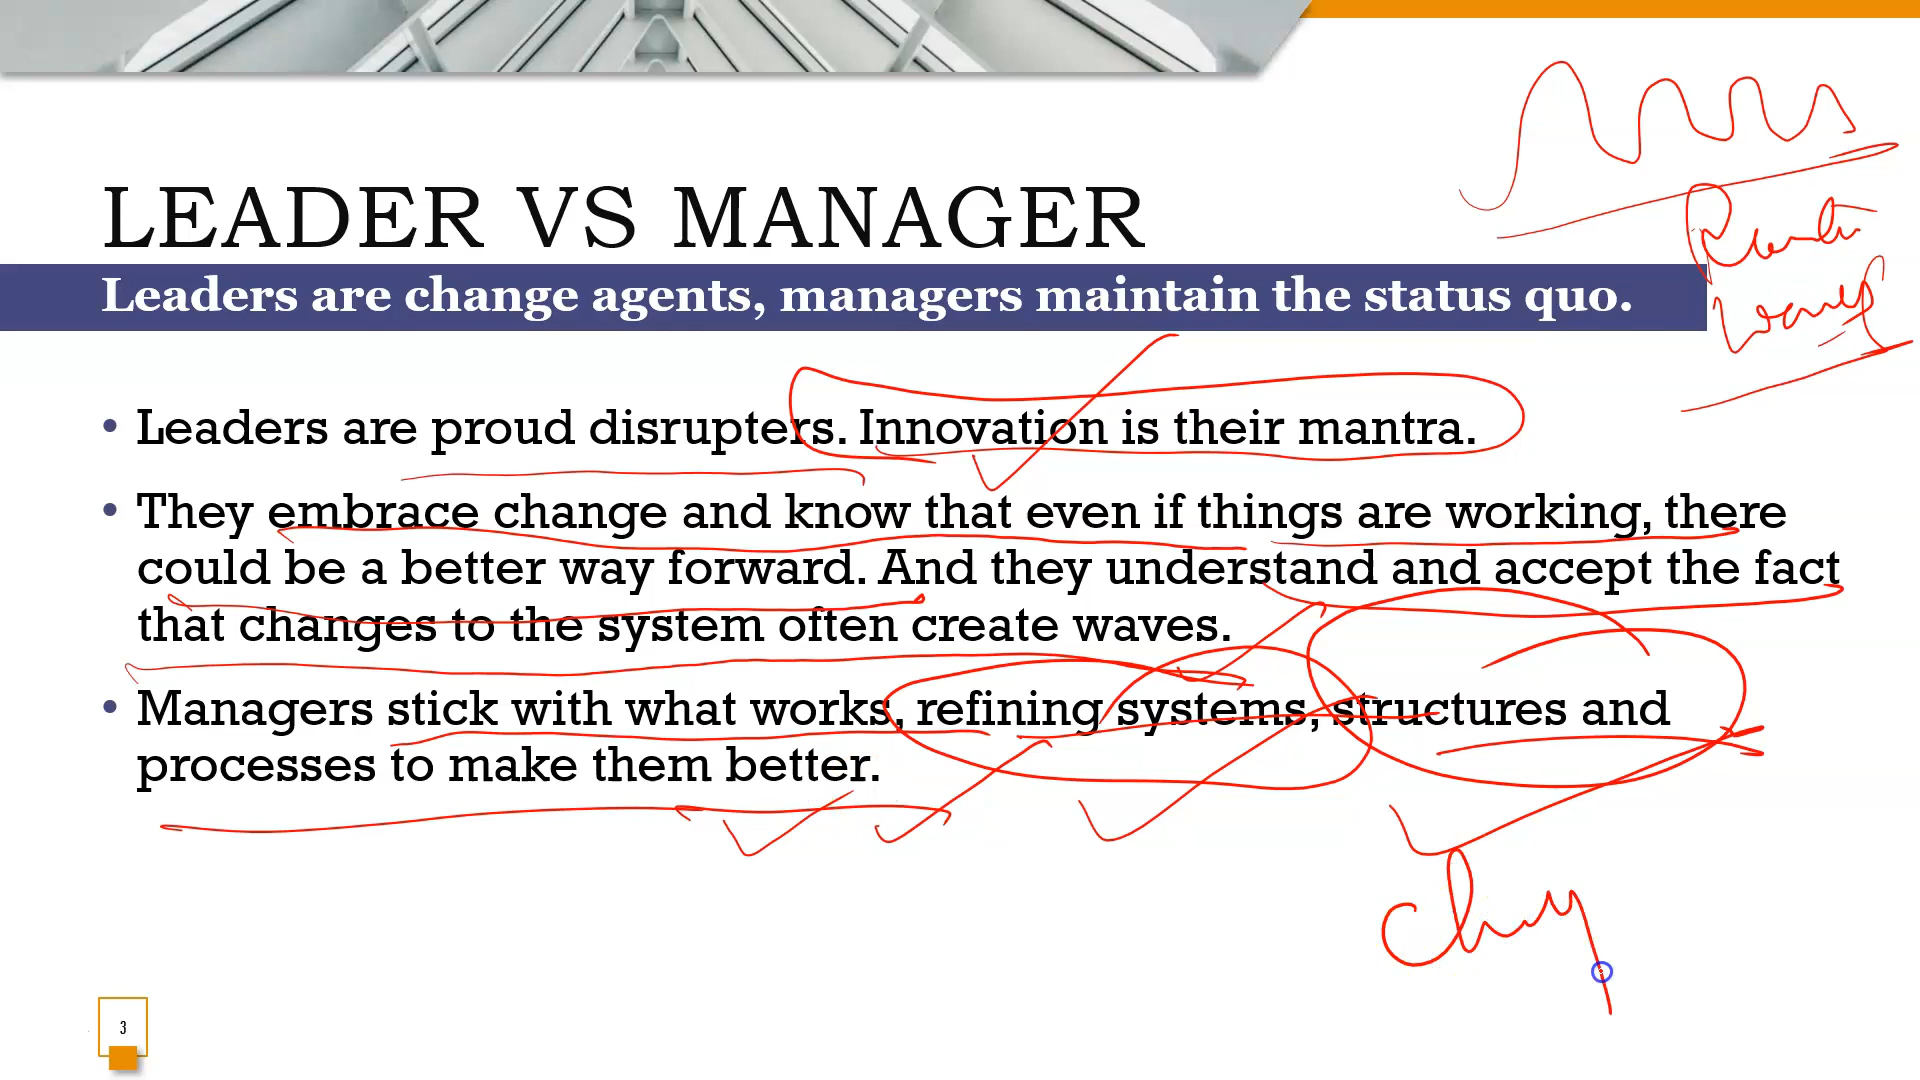 LEADER VS MANAGER
Leaders are change agents, managers maintain the status quo.
• Leaders are proud disrupters. Innovation is their mantra.
• They embrace change and know that even if things are working, there
could be a better way forward. And they understand and accept the fact
that changes to the system often create waves.
• Managers stick with what works, refining systems, structures and
processes to make them better.
3